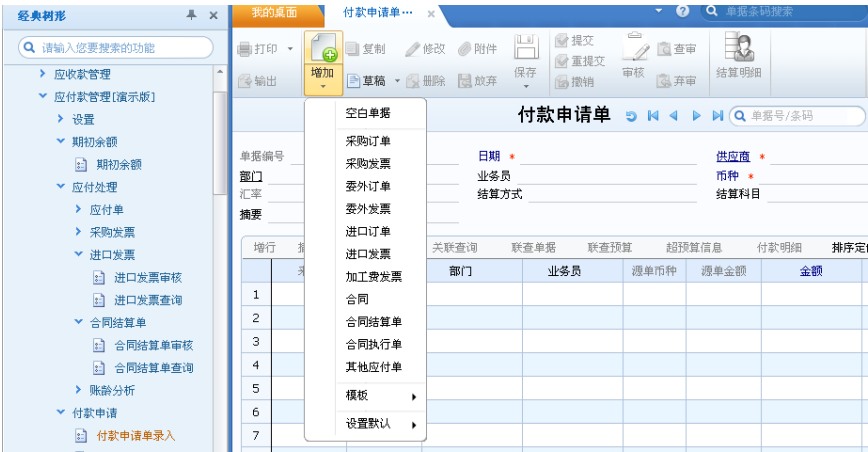 经典树形
请输入您要搜索的功能
应收款管理
应付款管理[演示版]
设置
期初余额
期初余额
应付处理
应付单
采购发票
进口发票
进口发票审核
进口发票查询
合同结算单
合同结算单审核
合同结算单查询
账龄分析
付款申请
付款申请单录入
我的桌面
付款申请单…
单据条码搜索
打印 复制 修改 附件 提交 查审
重提交
输出 增加 草稿 删除 放弃 保存 撤销 审核 弃审 结算明细
付款申请单
单据号/条码
单据编号 日期 * 供应商 *
部门 业务员 币种 *
汇率 结算方式 结算科目
摘要
空白单据
采购订单
采购发票
委外订单
委外发票
进口订单
进口发票
加工费发票
合同
合同结算单
合同执行单
其他应付单
模板
设置默认
增行 关联查询 联查单据 联查预算 超预算信息 付款明细 排序定
部门 业务员 源单币种 源单金额 金额
1
2
3
4
5
6
7